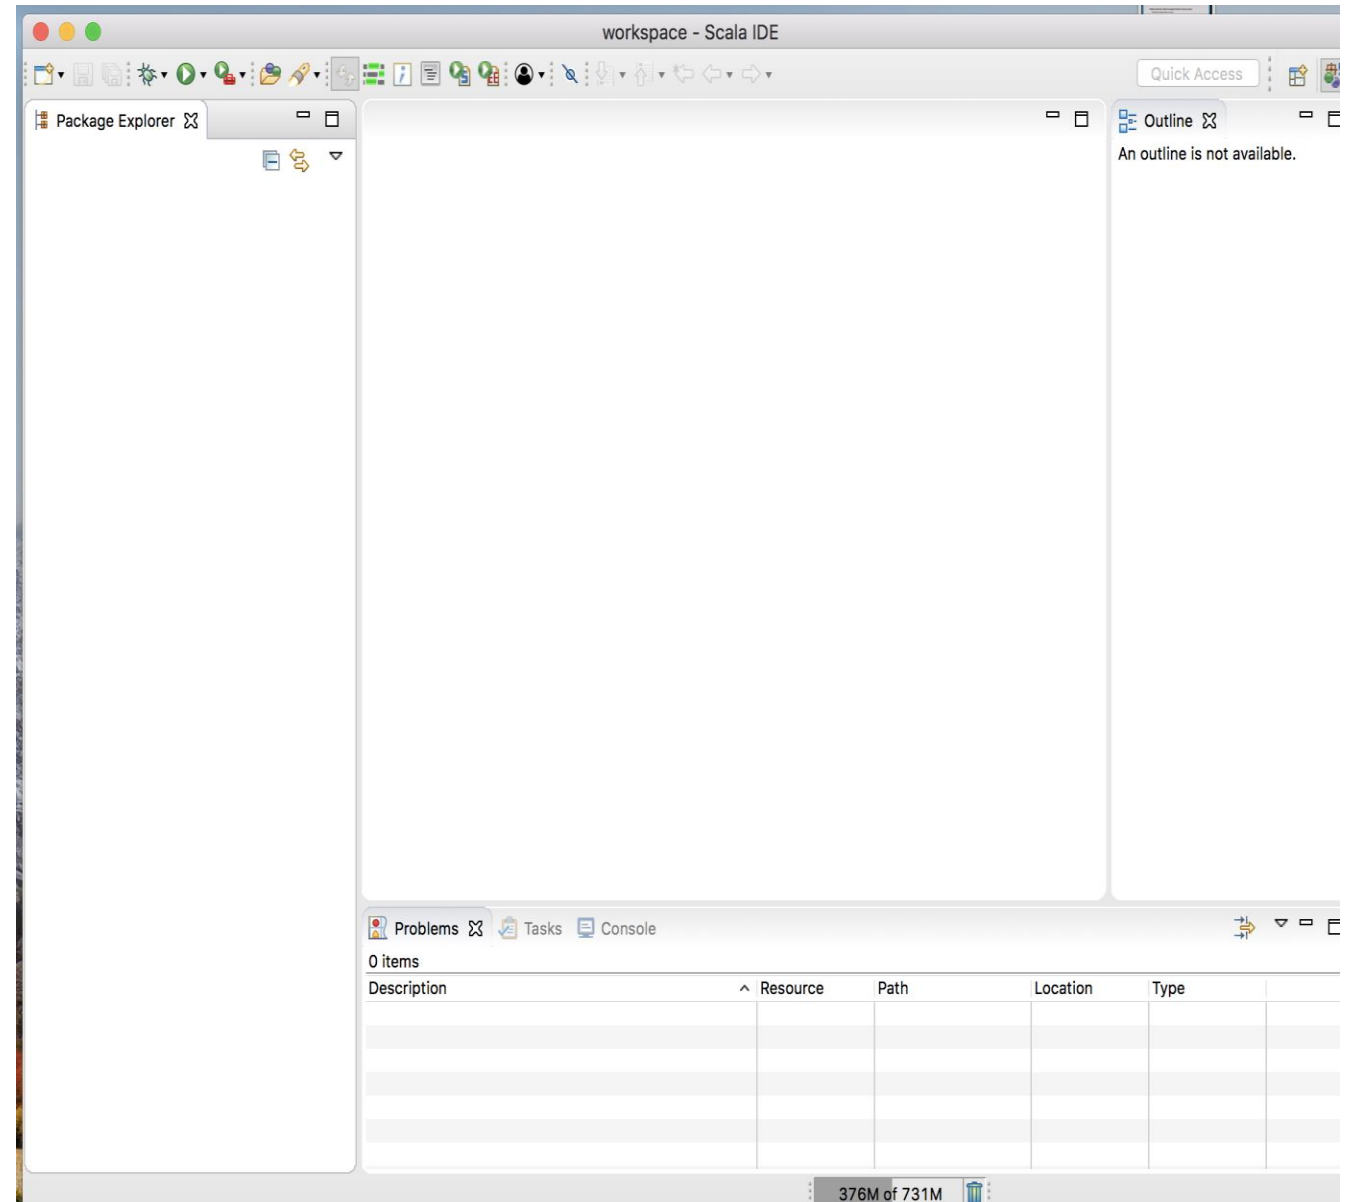 workspace - Scala IDE
Quick Access
Package Explorer
Outline
An outline is not available.
Problems Tasks Console
0 items
Description Resource Path Location Type
376M of 731M